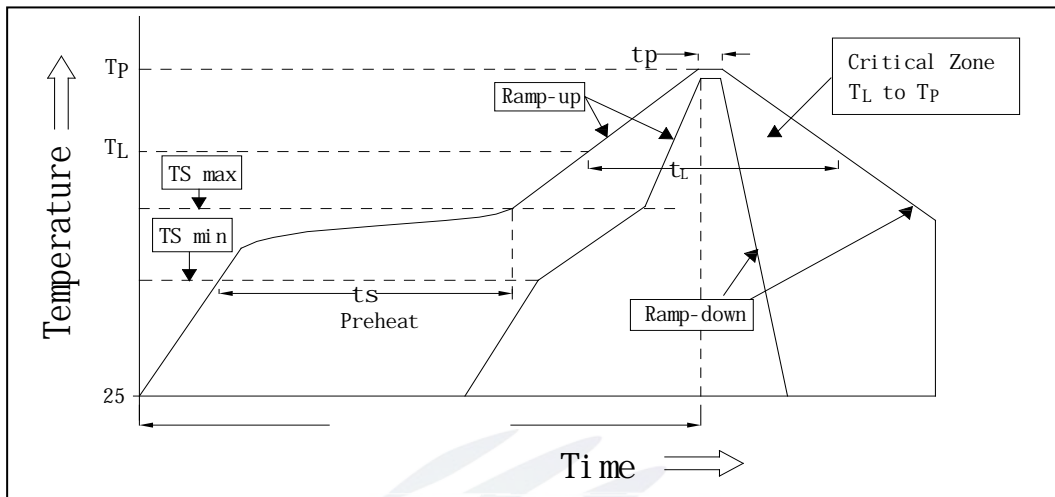 tp
Critical Zone
TL to TP
TP
Ramp-up
TL
tL
TS max
TS min
ts
Preheat
Ramp-down
25
Temperature
Time